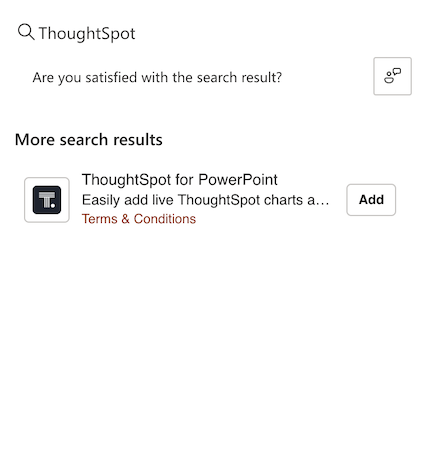 ThoughtSpot
Are you satisfied with the search result?
More search results
ThoughtSpot for PowerPoint
Easily add live ThoughtSpot charts a...
Terms & Conditions
Add